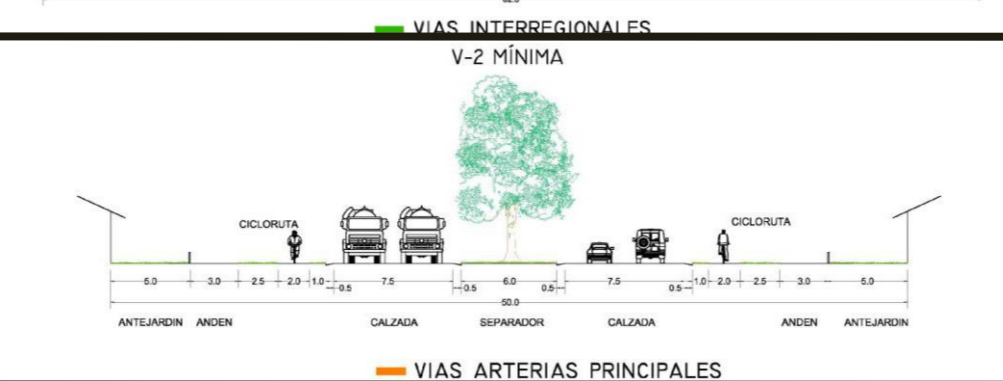 VIAS INTERREGIONALES
V-2 MÍNIMA
CICLORUTA CICLORUTA
5.0 3.0 2.5 2.0 1.0 0.5 7.5 0.5 6.0 0.5 7.5 0.5 1.0 2.0 2.5 3.0 5.0
50.0
ANTEJARDIN ANDEN CALZADA SEPARADOR CALZADA ANDEN ANTEJARDIN
VIAS ARTERIAS PRINCIPALES